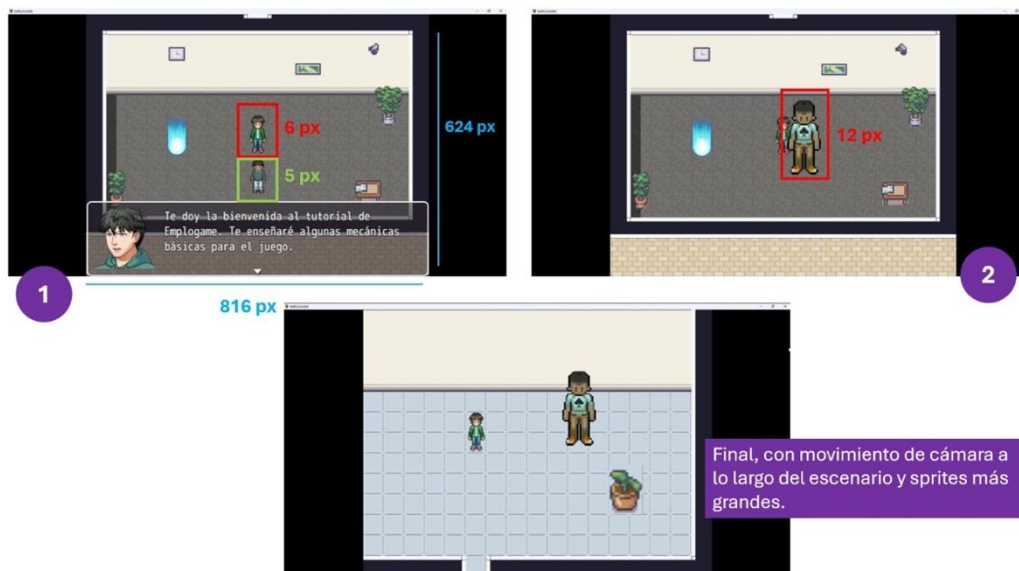 6 px
624 px
5 px
Te doy la bienvenida al tutorial de
Emplogame. Te enseñaré algunas mecánicas
básicas para el juego.
1
816 px
12 px
2
Final, con movimiento de cámara a
lo largo del escenario y sprites más
grandes.